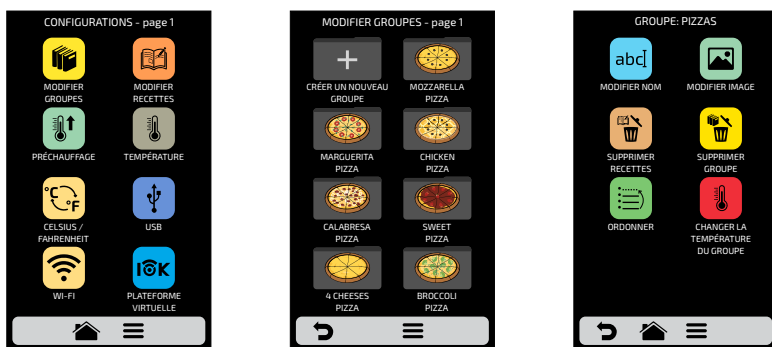 CONFIGURATIONS - page 1
MODIFIER
GROUPES
MODIFIER
RECETTES
PRÉCHAUFFAGE
TEMPÉRATURE
°C
°F
CELSIUS /
FAHRENHEIT
USB
WI-FI
IOK
PLATEFORME
VIRTUELLE
MODIFIER GROUPES - page 1
CRÉER UN NOUVEAU
GROUPE
MOZZARELLA
PIZZA
MARGUERITA
PIZZA
CHICKEN
PIZZA
CALABRESA
PIZZA
SWEET
PIZZA
4 CHEESES
PIZZA
BROCCOLI
PIZZA
GROUPE: PIZZAS
abc
MODIFIER NOM
MODIFIER IMAGE
SUPPRIMER
RECETTES
SUPPRIMER
GROUPE
ORDONNER
CHANGER LA
TEMPÉRATURE
DU GROUPE